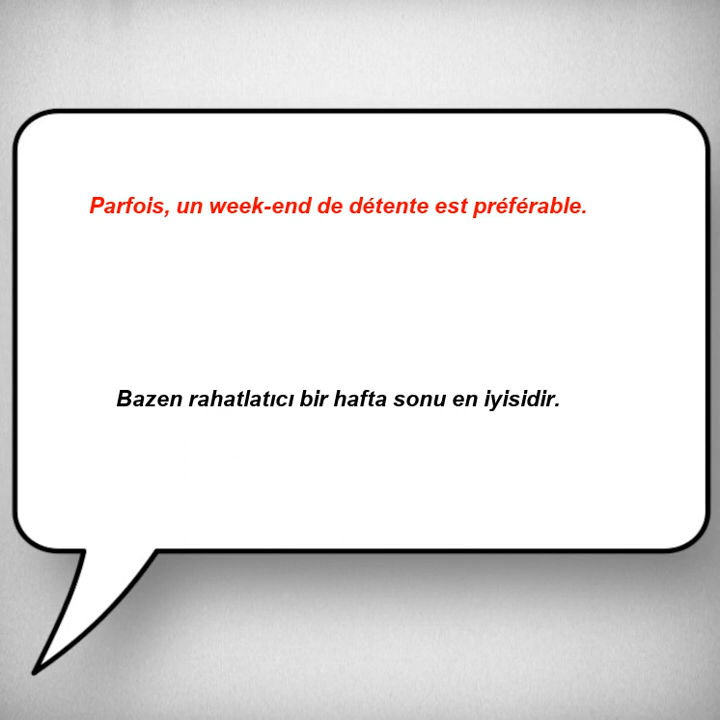 Parfois, un week-end de détente est préférable.
Bazen rahatlatıcı bir hafta sonu en iyisidir.